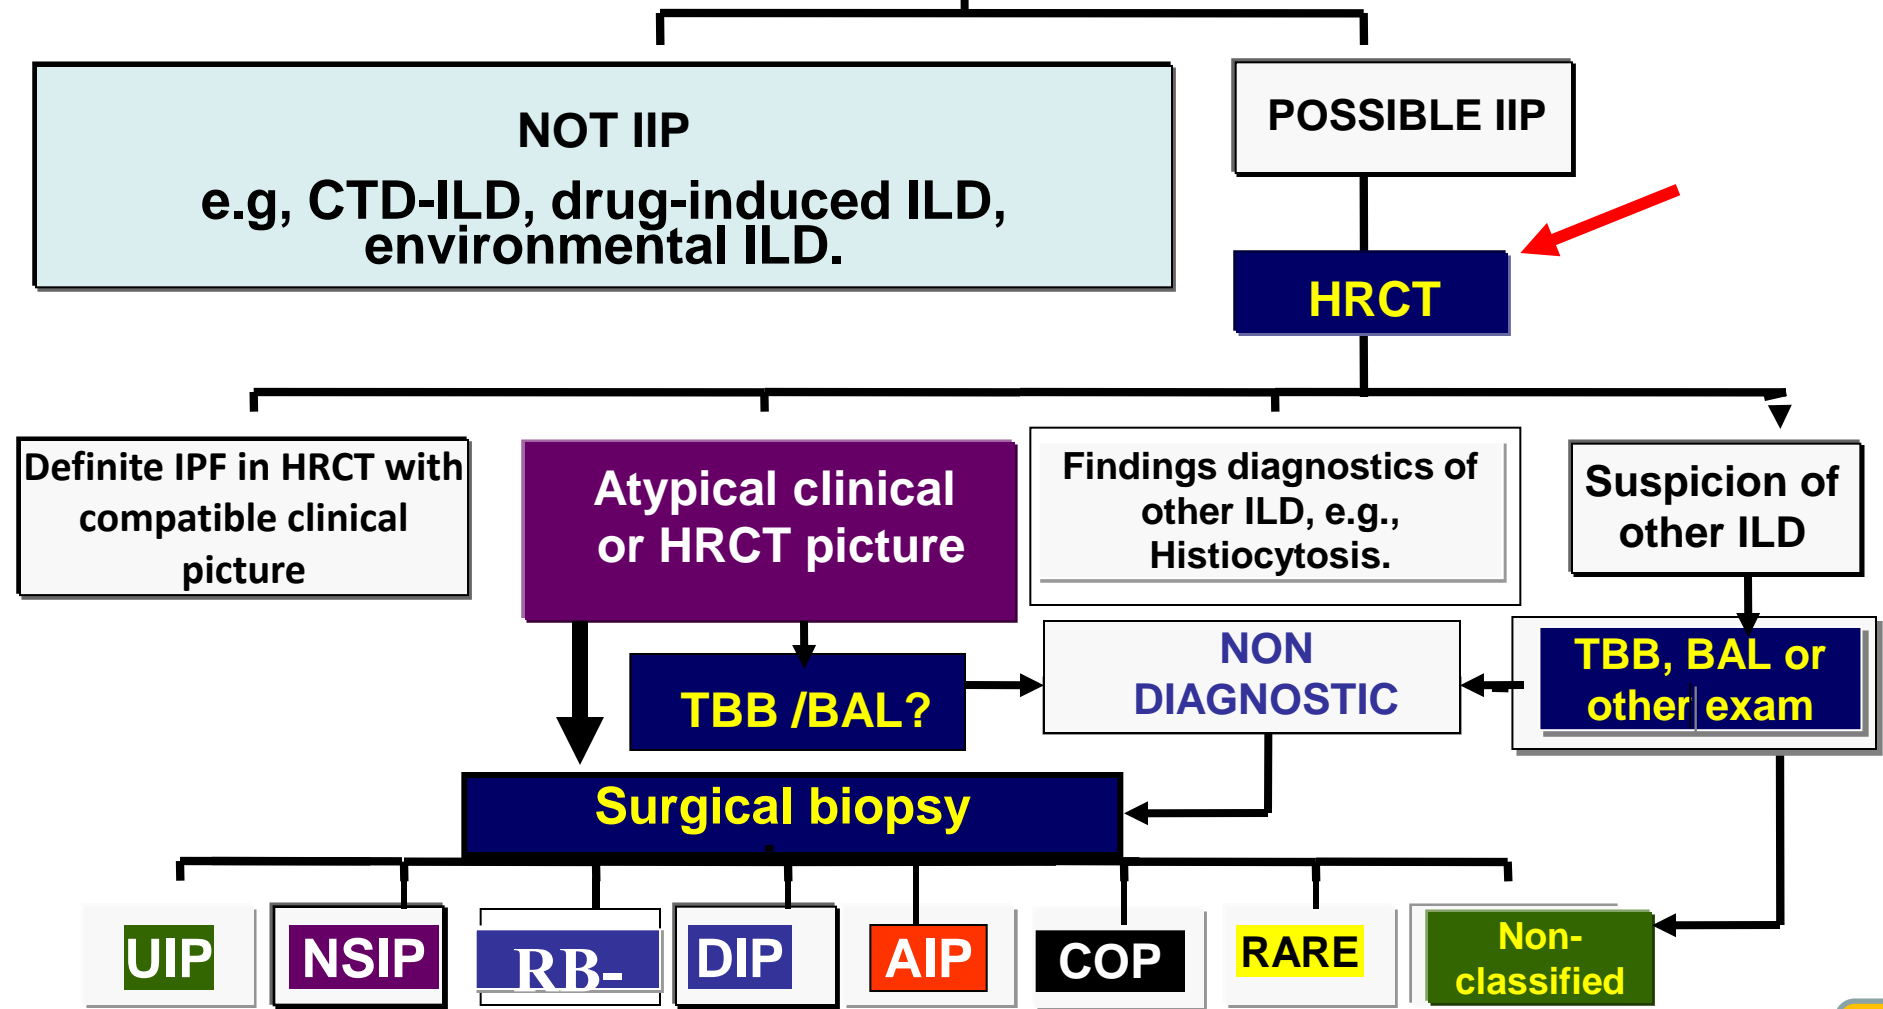 NOT IIP
e.g, CTD-ILD, drug-induced ILD,
environmental ILD.
POSSIBLE IIP
HRCT
Definite IPF in HRCT with
compatible clinical
picture
Atypical clinical
or HRCT picture
Findings diagnostics of
other ILD, e.g.,
Histiocytosis.
Suspicion of
other ILD
TBB /BAL?
NON
DIAGNOSTIC
TBB, BAL or
other exam
Surgical biopsy
UIP
NSIP
RB-
DIP
AIP
COP
RARE
Non-
classified